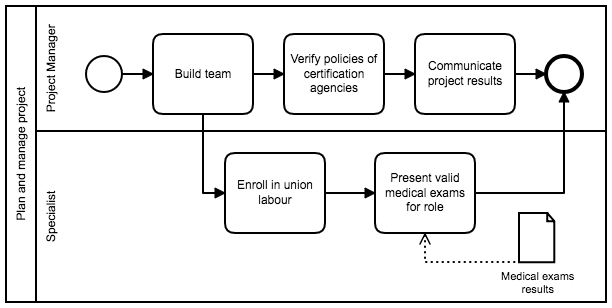 Plan and manage project
Project Manager
Build team
Verify policies of
certification
agencies
Communicate
project results
Specialist
Enroll in union
labour
Present valid
medical exams
for role
Medical exams
results